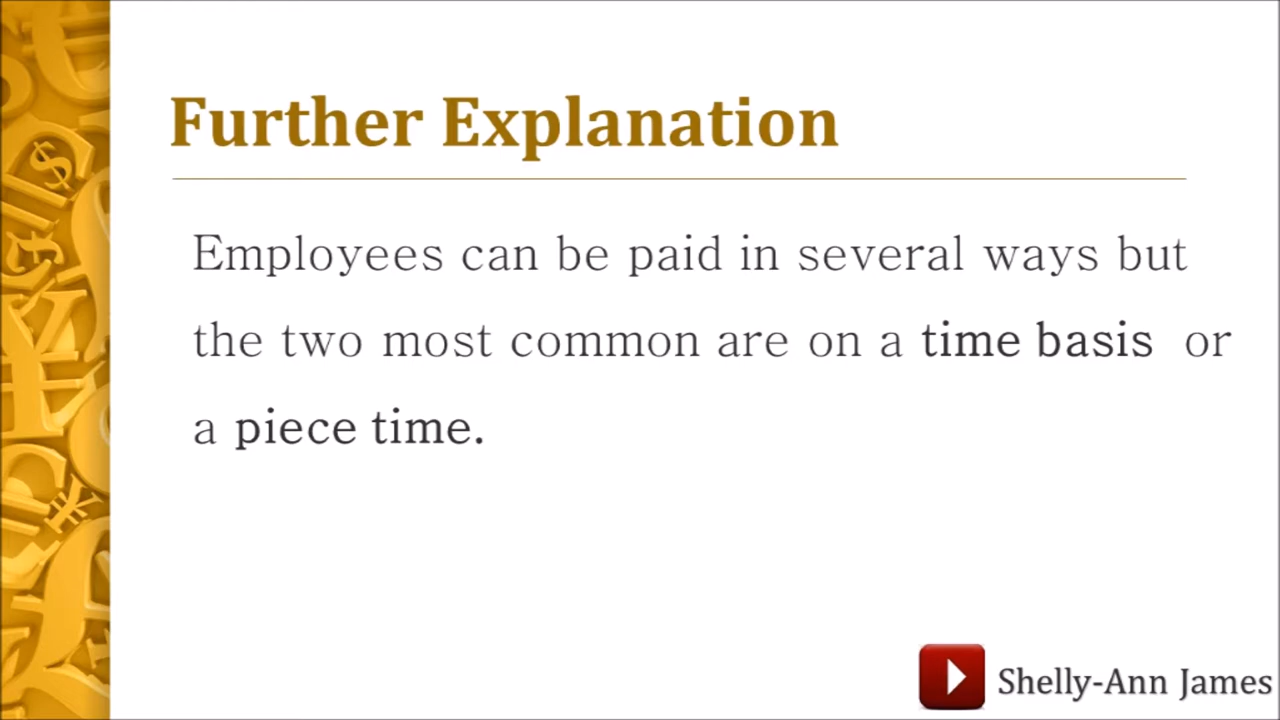 Further Explanation
Employees can be paid in several ways but
the two most common are on a time basis or
a piece time.
Shelly-Ann James